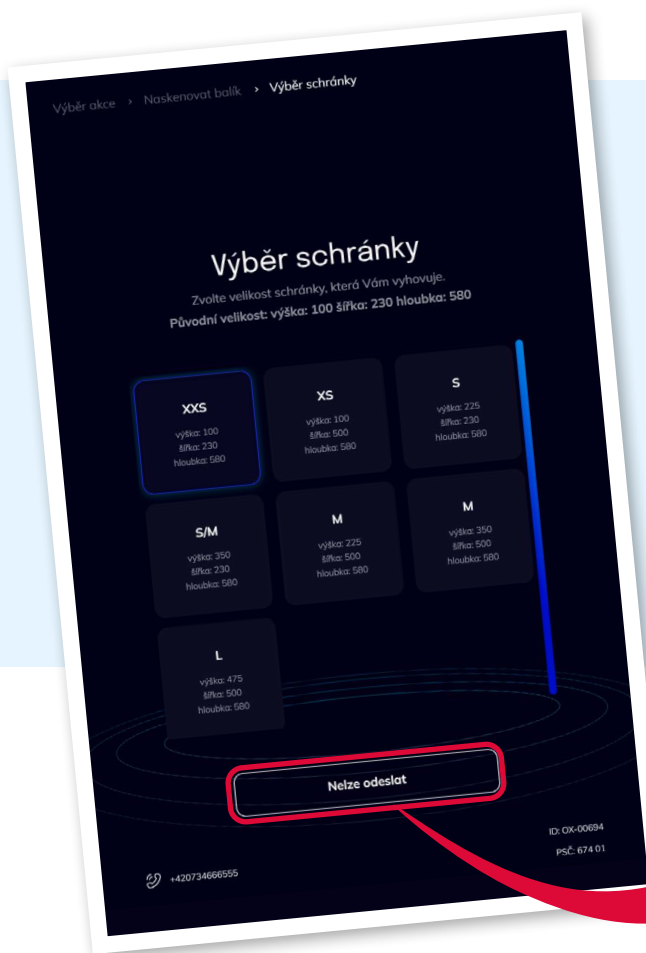 Výběr akce › Naskenovat balík › Výběr schránky
Výběr schránky
Zvolte velikost schránky, která Vám vyhovuje.
Původní velikost: výška: 100 šířka: 230 hloubka: 580
XXS
výška: 100
šířka: 230
hloubka: 580
XS
výška: 100
šířka: 500
hloubka: 580
S
výška: 225
šířka: 230
hloubka: 580
S/M
výška: 350
šířka: 230
hloubka: 580
M
výška: 225
šířka: 500
hloubka: 580
M
výška: 350
šířka: 500
hloubka: 580
L
výška: 475
šířka: 500
hloubka: 580
Nelze odeslat
+420734666555
ID: OX-00694
PSČ: 674 01